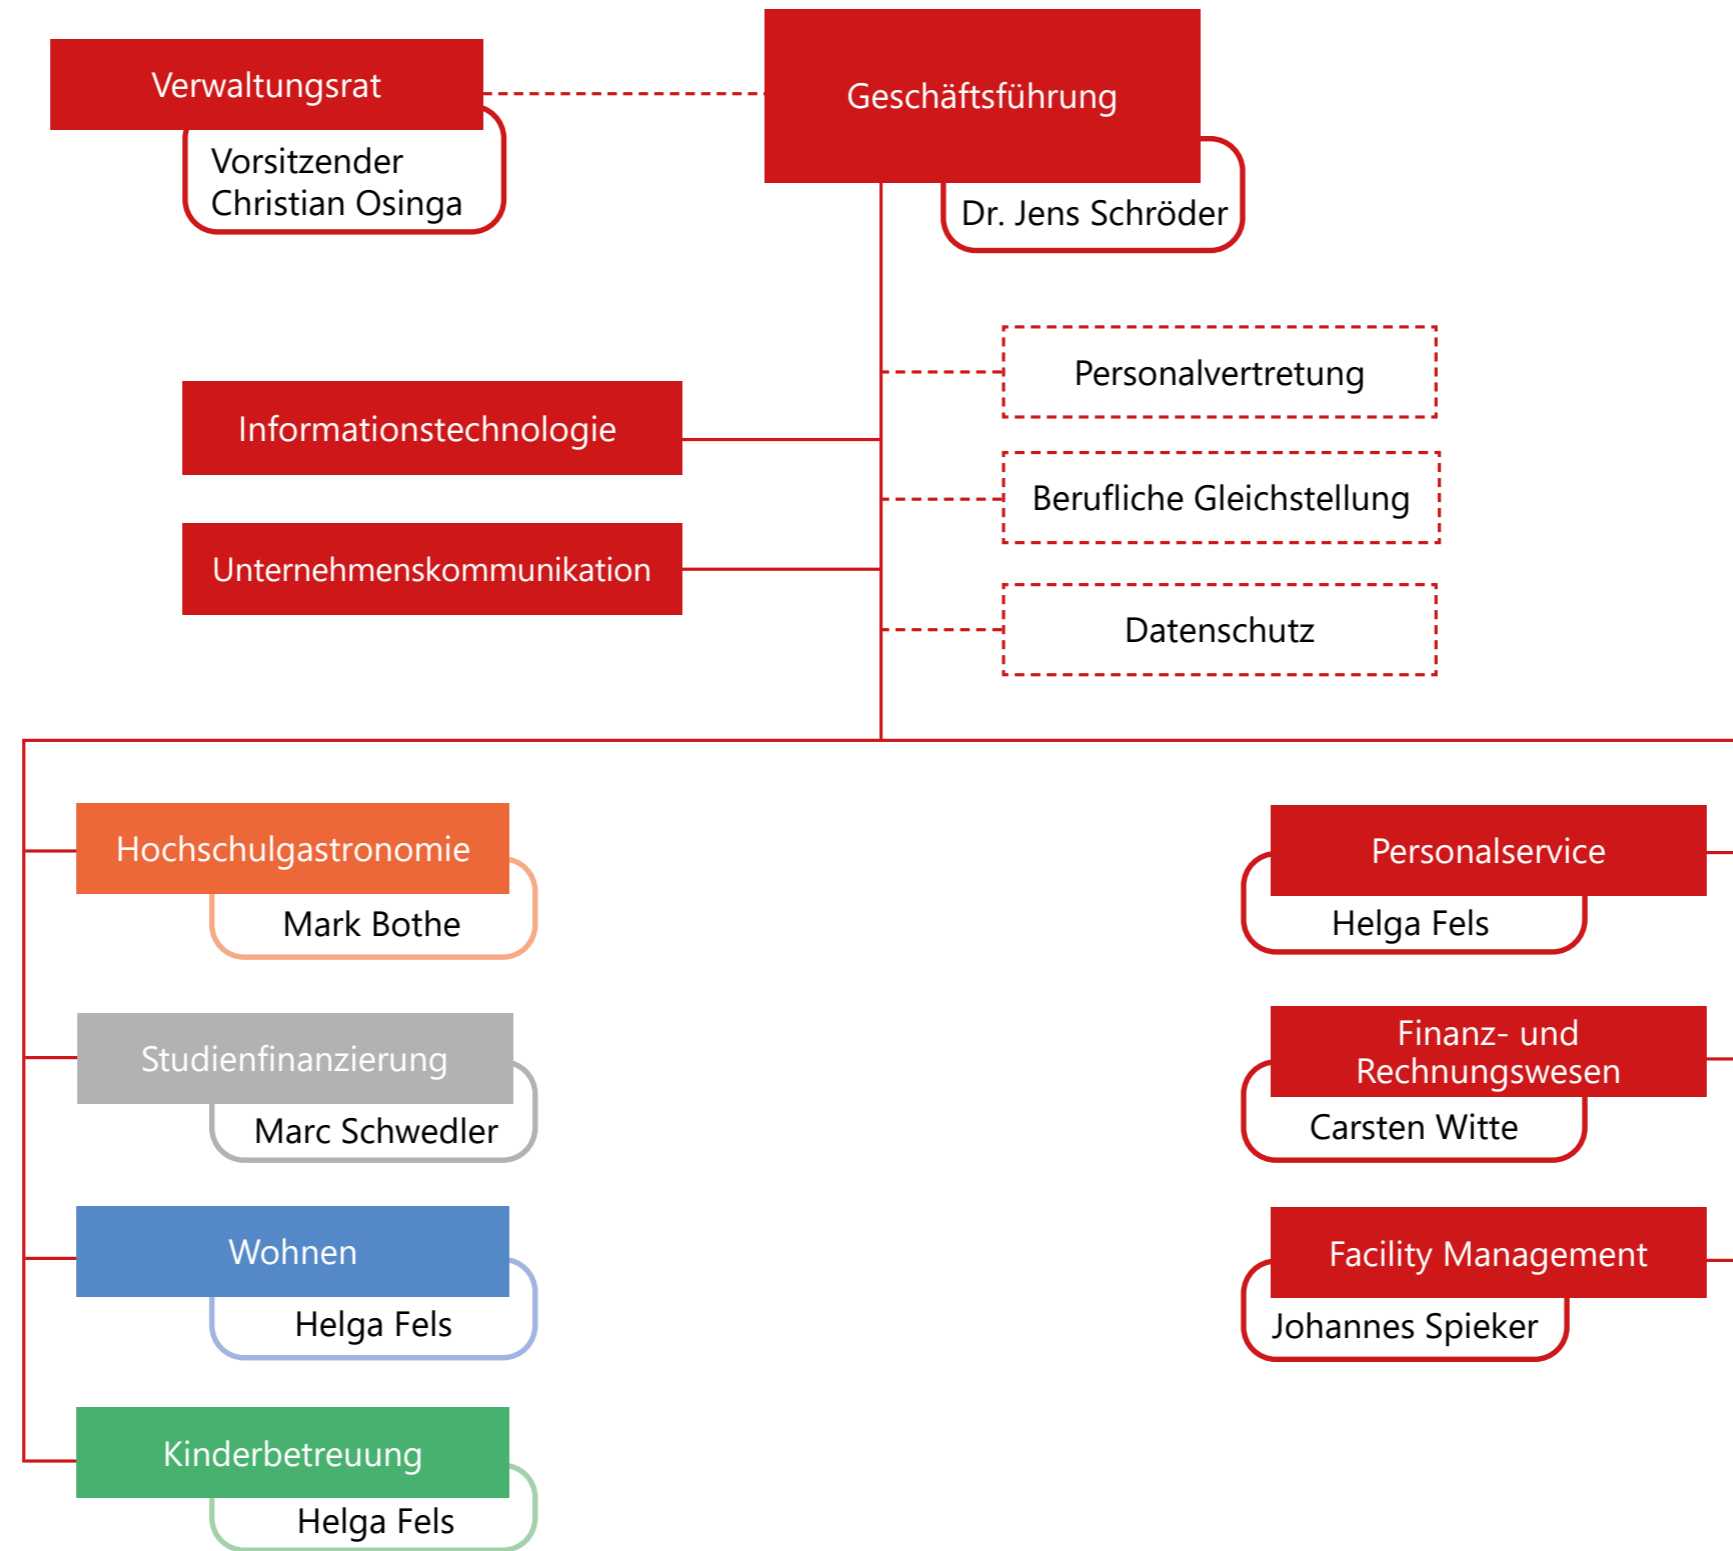 Verwaltungsrat
Vorsitzender
Christian Osinga
Geschäftsführung
Dr. Jens Schröder
Informationstechnologie
Unternehmenskommunikation
Personalvertretung
Berufliche Gleichstellung
Datenschutz
Hochschulgastronomie
Mark Bothe
Studienfinanzierung
Marc Schwedler
Wohnen
Helga Fels
Kinderbetreuung
Helga Fels
Personalservice
Helga Fels
Finanz- und
Rechnungswesen
Carsten Witte
Facility Management
Johannes Spieker